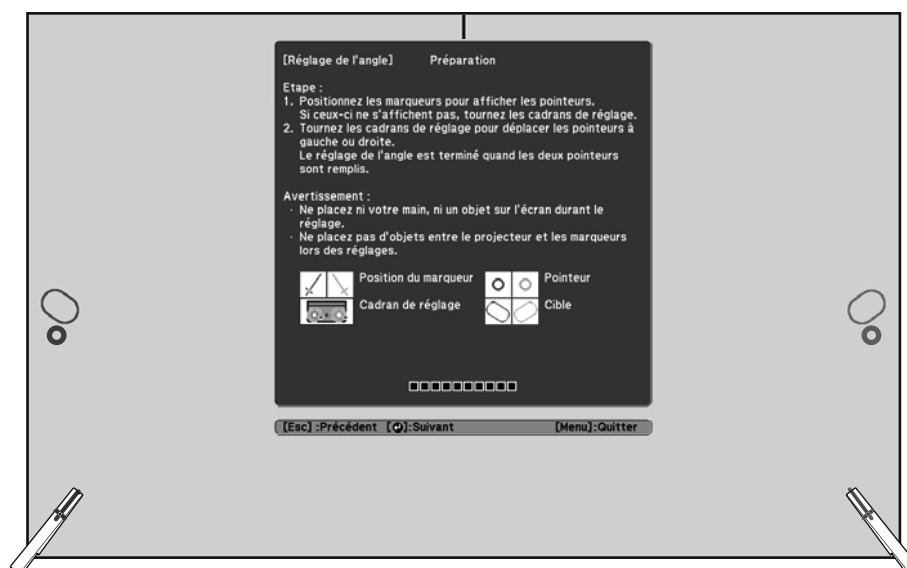 [Réglage de l'angle] Préparation
Etape :
1. Positionnez les marqueurs pour afficher les pointeurs.
Si ceux-ci ne s'affichent pas, tournez les cadrans de réglage.
2. Tournez les cadrans de réglage pour déplacer les pointeurs à
gauche ou droite.
Le réglage de l'angle est terminé quand les deux pointeurs
sont remplis.
Avertissement :
· Ne placez ni votre main, ni un objet sur l'écran durant le
réglage.
· Ne placez pas d'objets entre le projecteur et les marqueurs
lors des réglages.
Position du marqueur Pointeur
Cadran de réglage Cible
[Esc] :Précédent [⏎]:Suivant [Menu]:Quitter